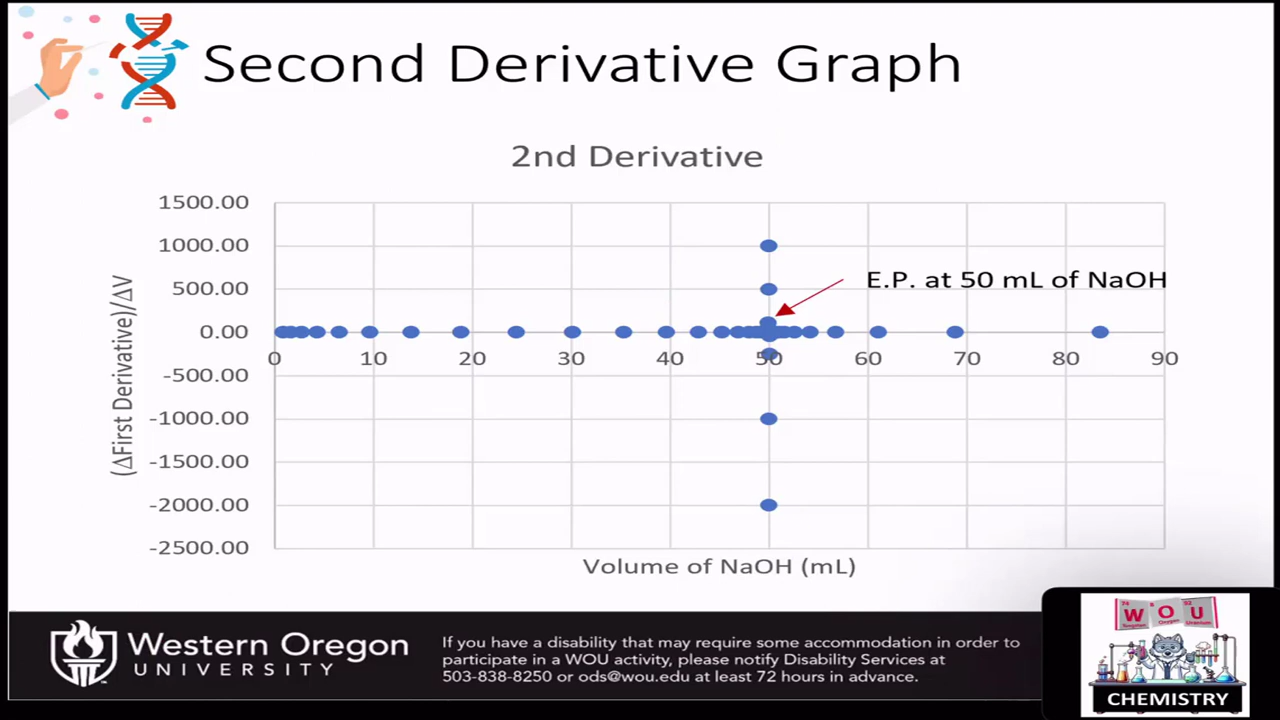 Second Derivative Graph
2nd Derivative
1500.00
1000.00
500.00
0.00
-500.00
-1000.00
-1500.00
-2000.00
-2500.00
(ΔFirst Derivative)/ΔV
E.P. at 50 mL of NaOH
0 10 20 30 40 50 60 70 80 90
Volume of NaOH (mL)
Western Oregon
UNIVERSITY
If you have a disability that may require some accommodation in order to
participate in a WOU activity, please notify Disability Services at
503-838-8250 or ods@wou.edu at least 72 hours in advance.
W O U
CHEMISTRY